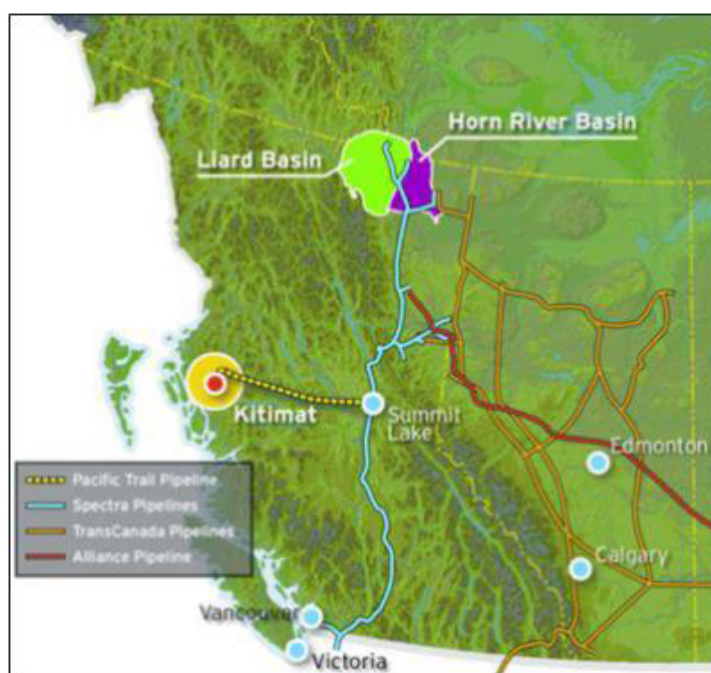 Horn River Basin
Liard Basin
Kitimat
Summit
Lake
Edmonton
Pacific Trail Pipeline
Spectra Pipelines
TransCanada Pipelines
Alliance Pipeline
Calgary
Vancouver
Victoria